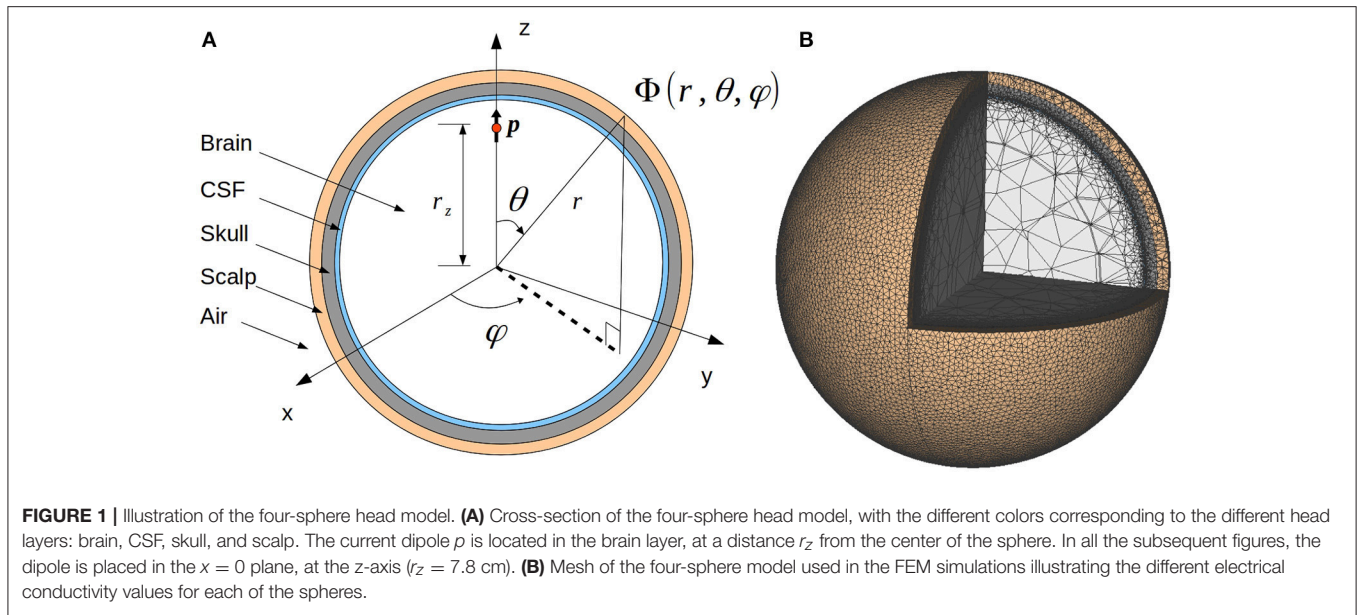 A
B
z
Φ(r, θ, φ)
p
Brain
CSF
Skull
Scalp
Air
r_z
θ
r
φ
x
y
FIGURE 1 | Illustration of the four-sphere head model. (A) Cross-section of the four-sphere head model, with the different colors corresponding to the different head
layers: brain, CSF, skull, and scalp. The current dipole p is located in the brain layer, at a distance r_z from the center of the sphere. In all the subsequent figures, the
dipole is placed in the x = 0 plane, at the z-axis (r_z = 7.8 cm). (B) Mesh of the four-sphere model used in the FEM simulations illustrating the different electrical
conductivity values for each of the spheres.